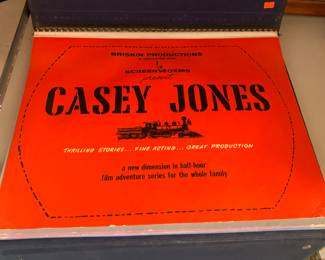 BRISKIN PRODUCTIONS
SCREEN GEMS
present
CASEY JONES
THRILLING STORIES... FINE ACTING... GREAT PRODUCTION
a new dimension in half-hour
film adventure series for the whole family